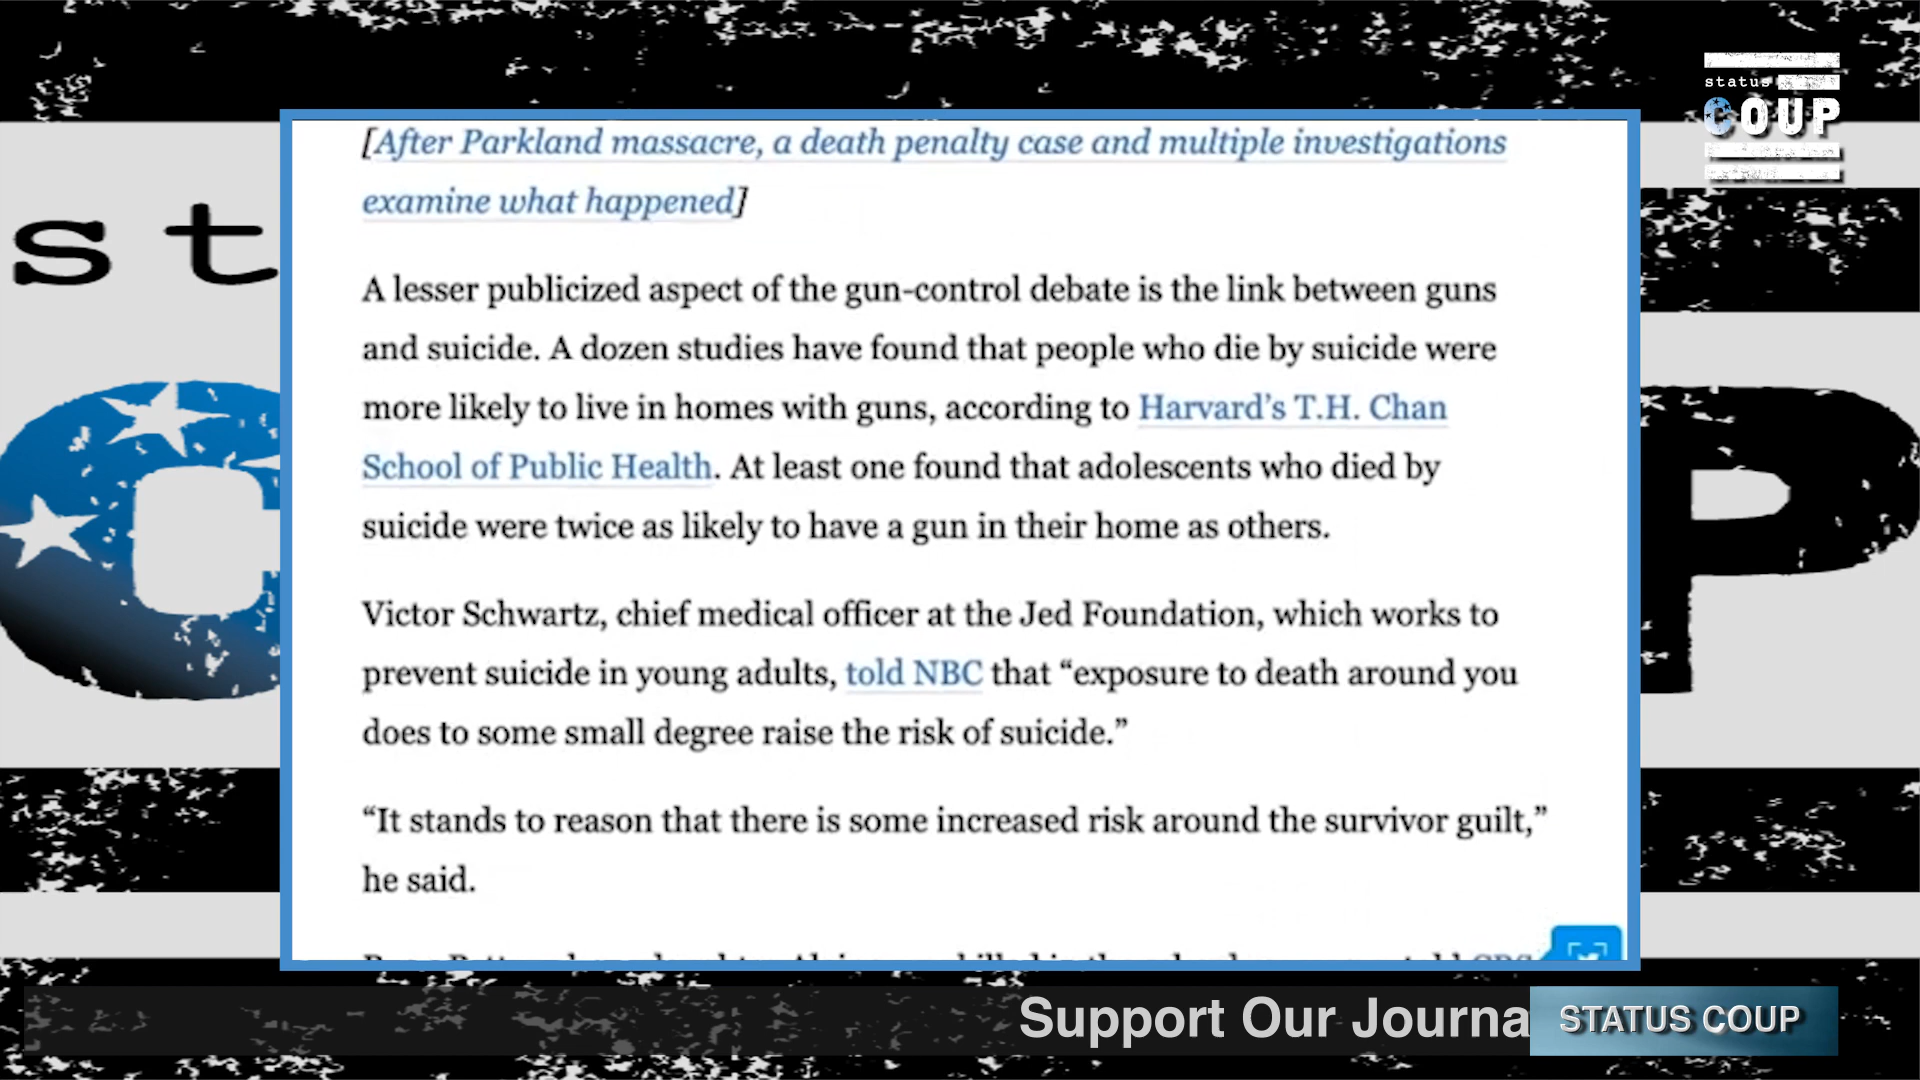 status
COUP
st
[After Parkland massacre, a death penalty case and multiple investigations
examine what happened]
A lesser publicized aspect of the gun-control debate is the link between guns
and suicide. A dozen studies have found that people who die by suicide were
more likely to live in homes with guns, according to Harvard’s T.H. Chan
School of Public Health. At least one found that adolescents who died by
suicide were twice as likely to have a gun in their home as others.
Victor Schwartz, chief medical officer at the Jed Foundation, which works to
prevent suicide in young adults, told NBC that “exposure to death around you
does to some small degree raise the risk of suicide.”
“It stands to reason that there is some increased risk around the survivor guilt,”
he said.
C P
Support Our Journa
STATUS COUP